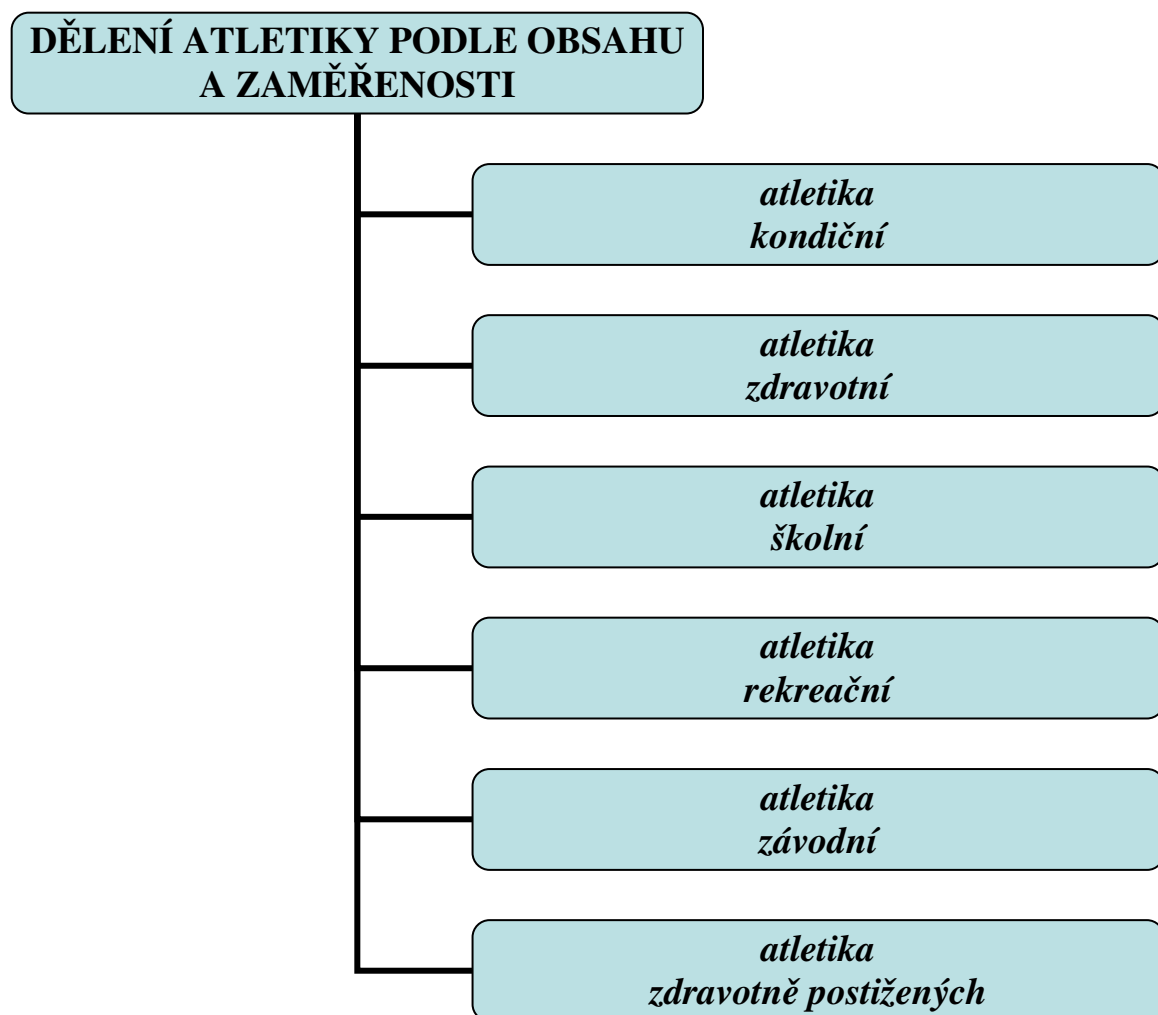 DĚLENÍ ATLETIKY PODLE OBSAHU
A ZAMĚŘENOSTI
atletika
kondiční
atletika
zdravotní
atletika
školní
atletika
rekreační
atletika
závodní
atletika
zdravotně postižených